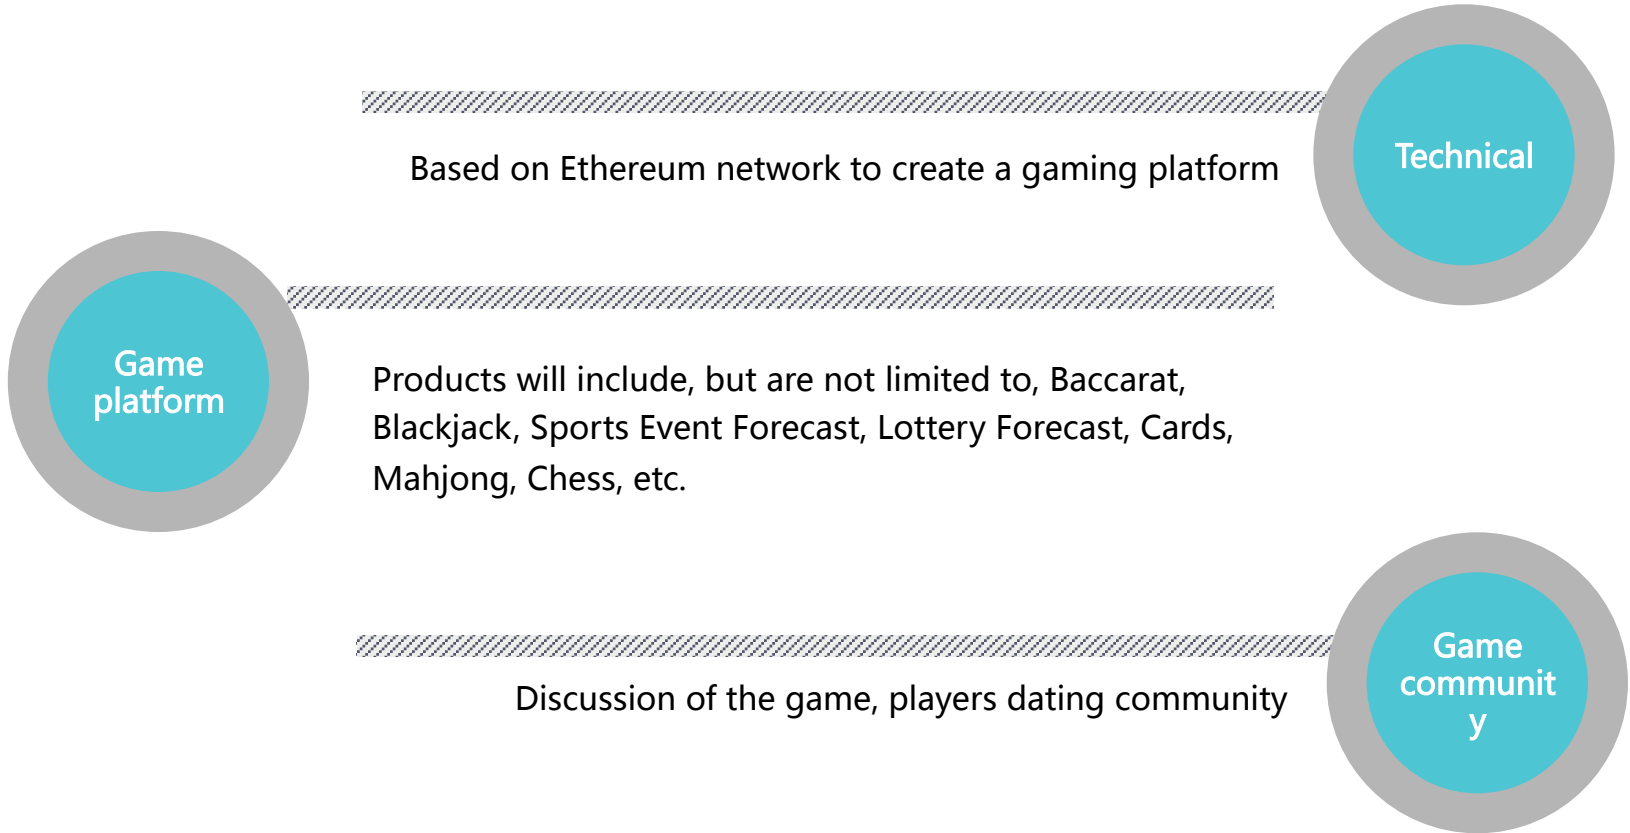 Technical
Based on Ethereum network to create a gaming platform
Game
platform
Products will include, but are not limited to, Baccarat,
Blackjack, Sports Event Forecast, Lottery Forecast, Cards,
Mahjong, Chess, etc.
Game
communit
y
Discussion of the game, players dating community